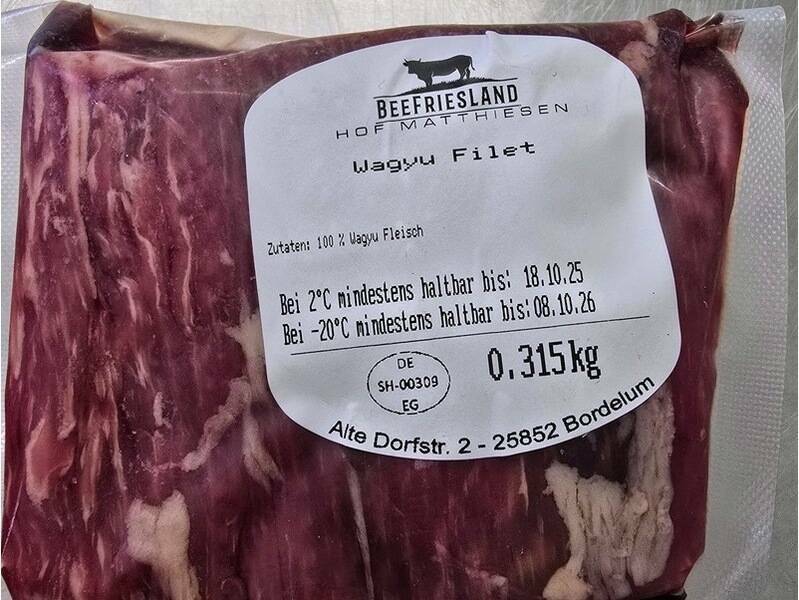 BEEFRIESLAND
HOF MATTHIESEN
Wagyu Filet
Zutaten: 100 % Wagyu Fleisch
Bei 2°C mindestens haltbar bis: 18.10.25
Bei -20°C mindestens haltbar bis:08.10.26
0.315kg
DE
SH-00309
EG
Alte Dorfstr. 2 - 25852 Bordelum